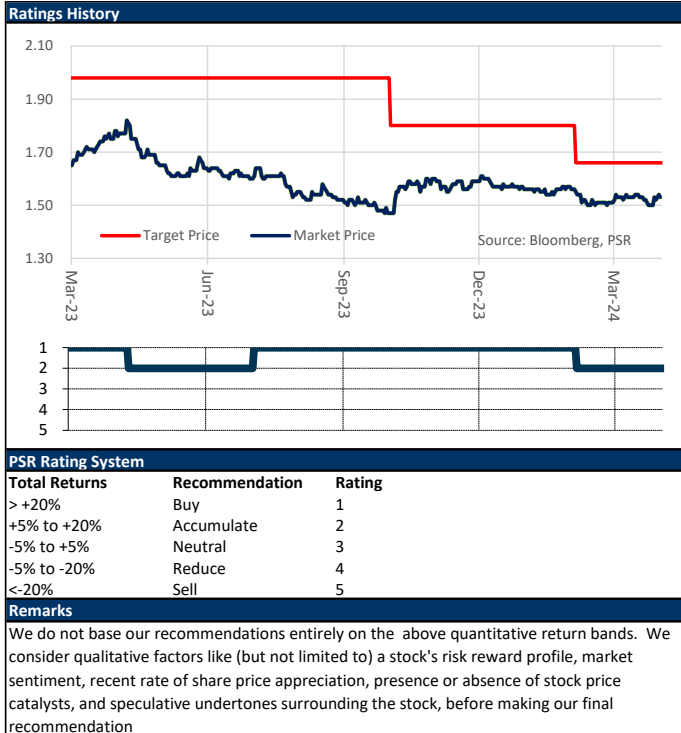 Ratings History
2.10
1.90
1.70
1.50
1.30
Target Price
Market Price
Source: Bloomberg, PSR
Mar-23
Jun-23
Sep-23
Dec-23
Mar-24
1
2
3
4
5
PSR Rating System
Total Returns Recommendation Rating
> +20% Buy 1
+5% to +20% Accumulate 2
-5% to +5% Neutral 3
-5% to -20% Reduce 4
<-20% Sell 5
Remarks
We do not base our recommendations entirely on the above quantitative return bands. We
consider qualitative factors like (but not limited to) a stock's risk reward profile, market
sentiment, recent rate of share price appreciation, presence or absence of stock price
catalysts, and speculative undertones surrounding the stock, before making our final
recommendation